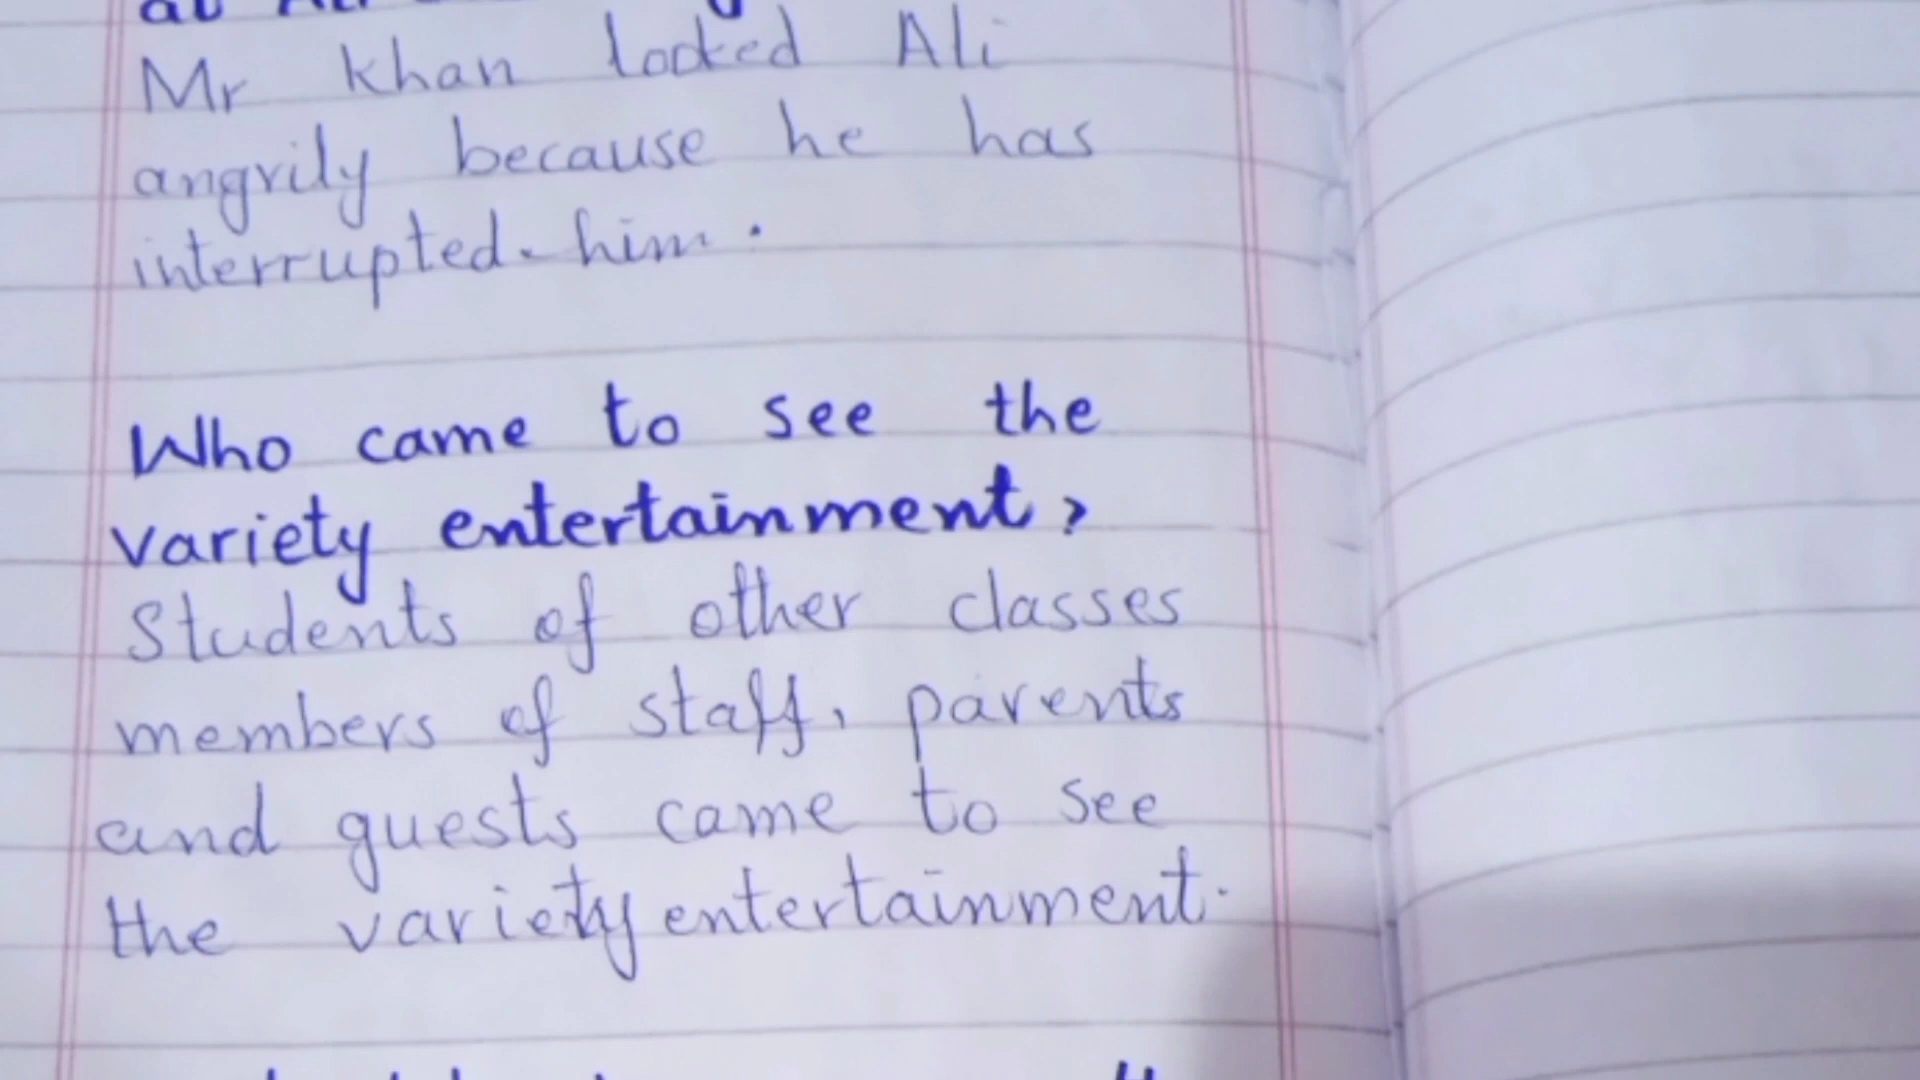 Mr khan looked Ali
angrily because he has
interrupted. him.
Who came to see the
variety entertainment?
Students of other classes
members of staff, parents
and guests came to see
the variety entertainment.